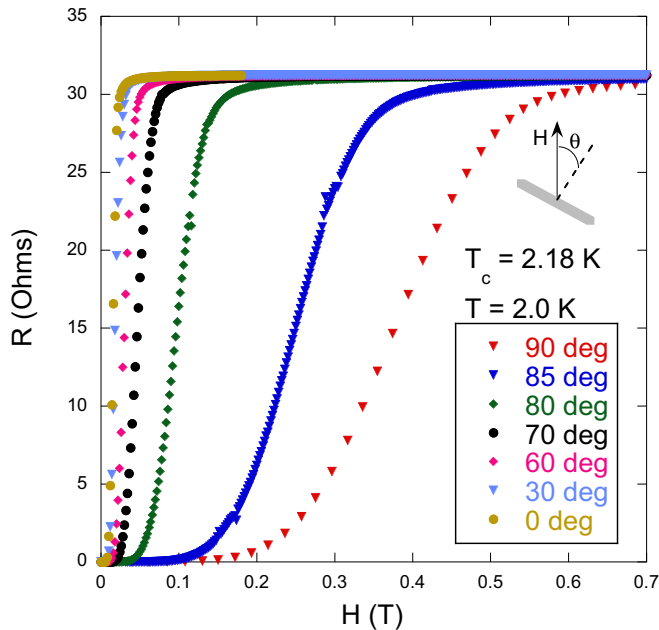 35
30
25
20
15
10
5
0
R (Ohms)
0
0.1
0.2
0.3
0.4
0.5
0.6
0.7
H (T)
H
θ
T_c = 2.18 K
T = 2.0 K
90 deg
85 deg
80 deg
70 deg
60 deg
30 deg
0 deg